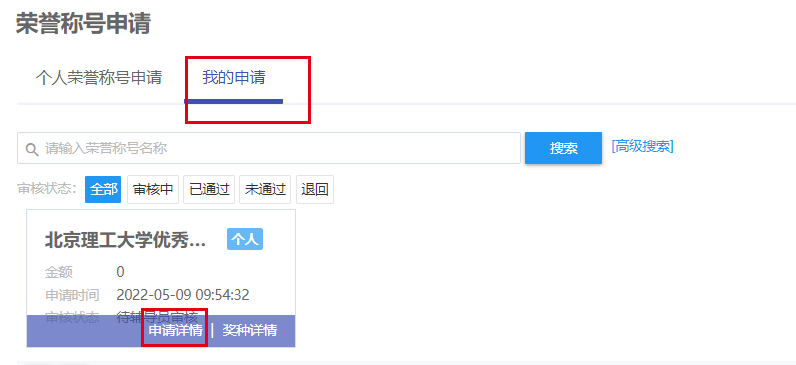 荣誉称号申请
个人荣誉称号申请 我的申请
请输入荣誉称号名称 搜索 [高级搜索]
审核状态： 全部 审核中 已通过 未通过 退回
北京理工大学优秀... 个人
金额 0
申请时间 2022-05-09 09:54:32
审核状态 待辅导员审核
申请详情 | 奖种详情